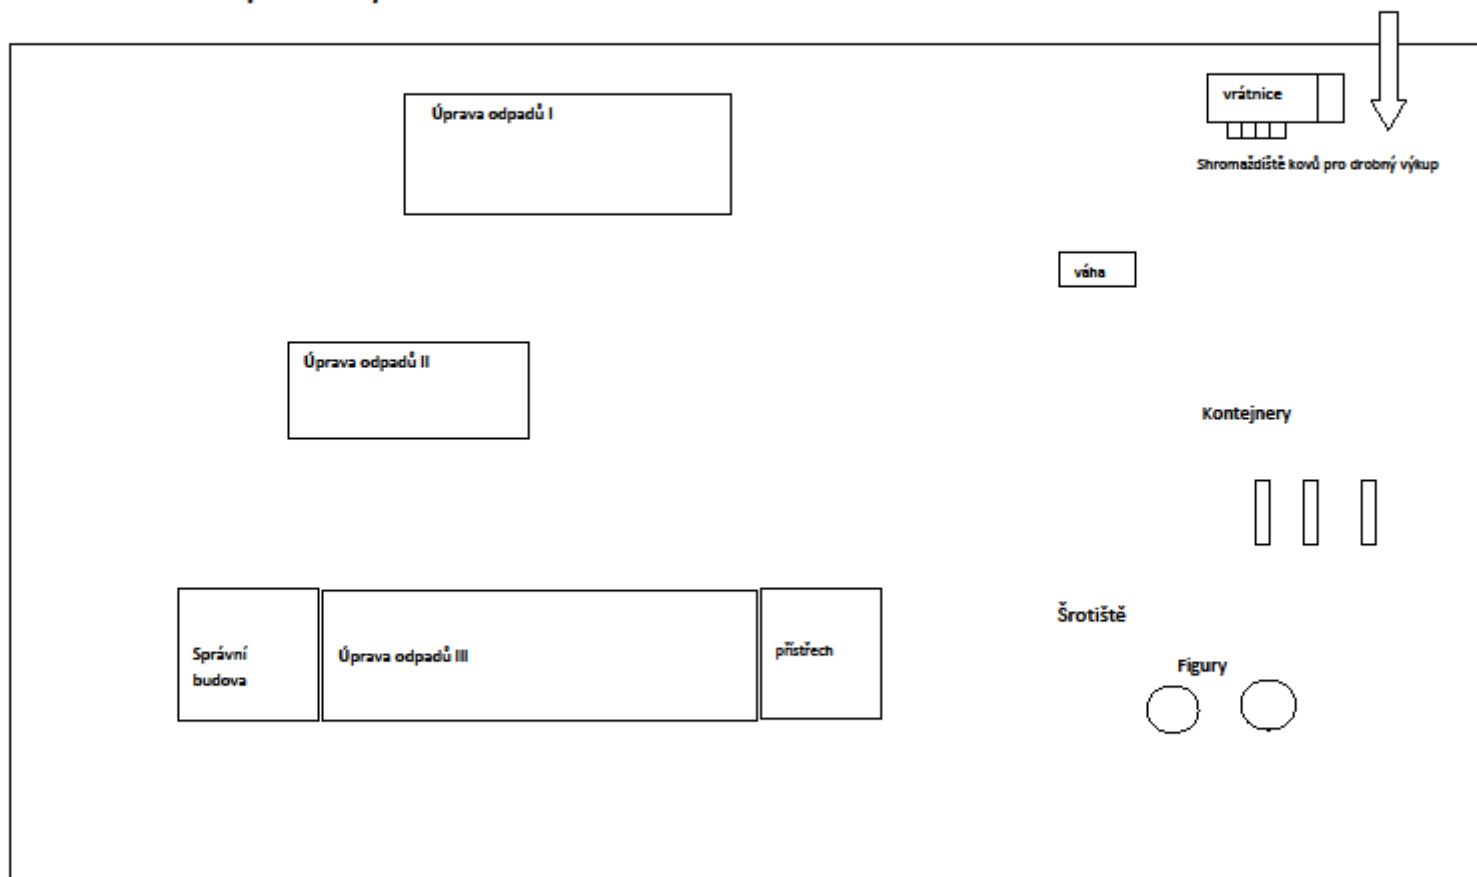 vrátnice
Úprava odpadů I
Shromaždiště kovů pro drobný výkup
váha
Úprava odpadů II
Kontejnery
Šrotiště
Správní
budova
Úprava odpadů III
přístřech
Figury